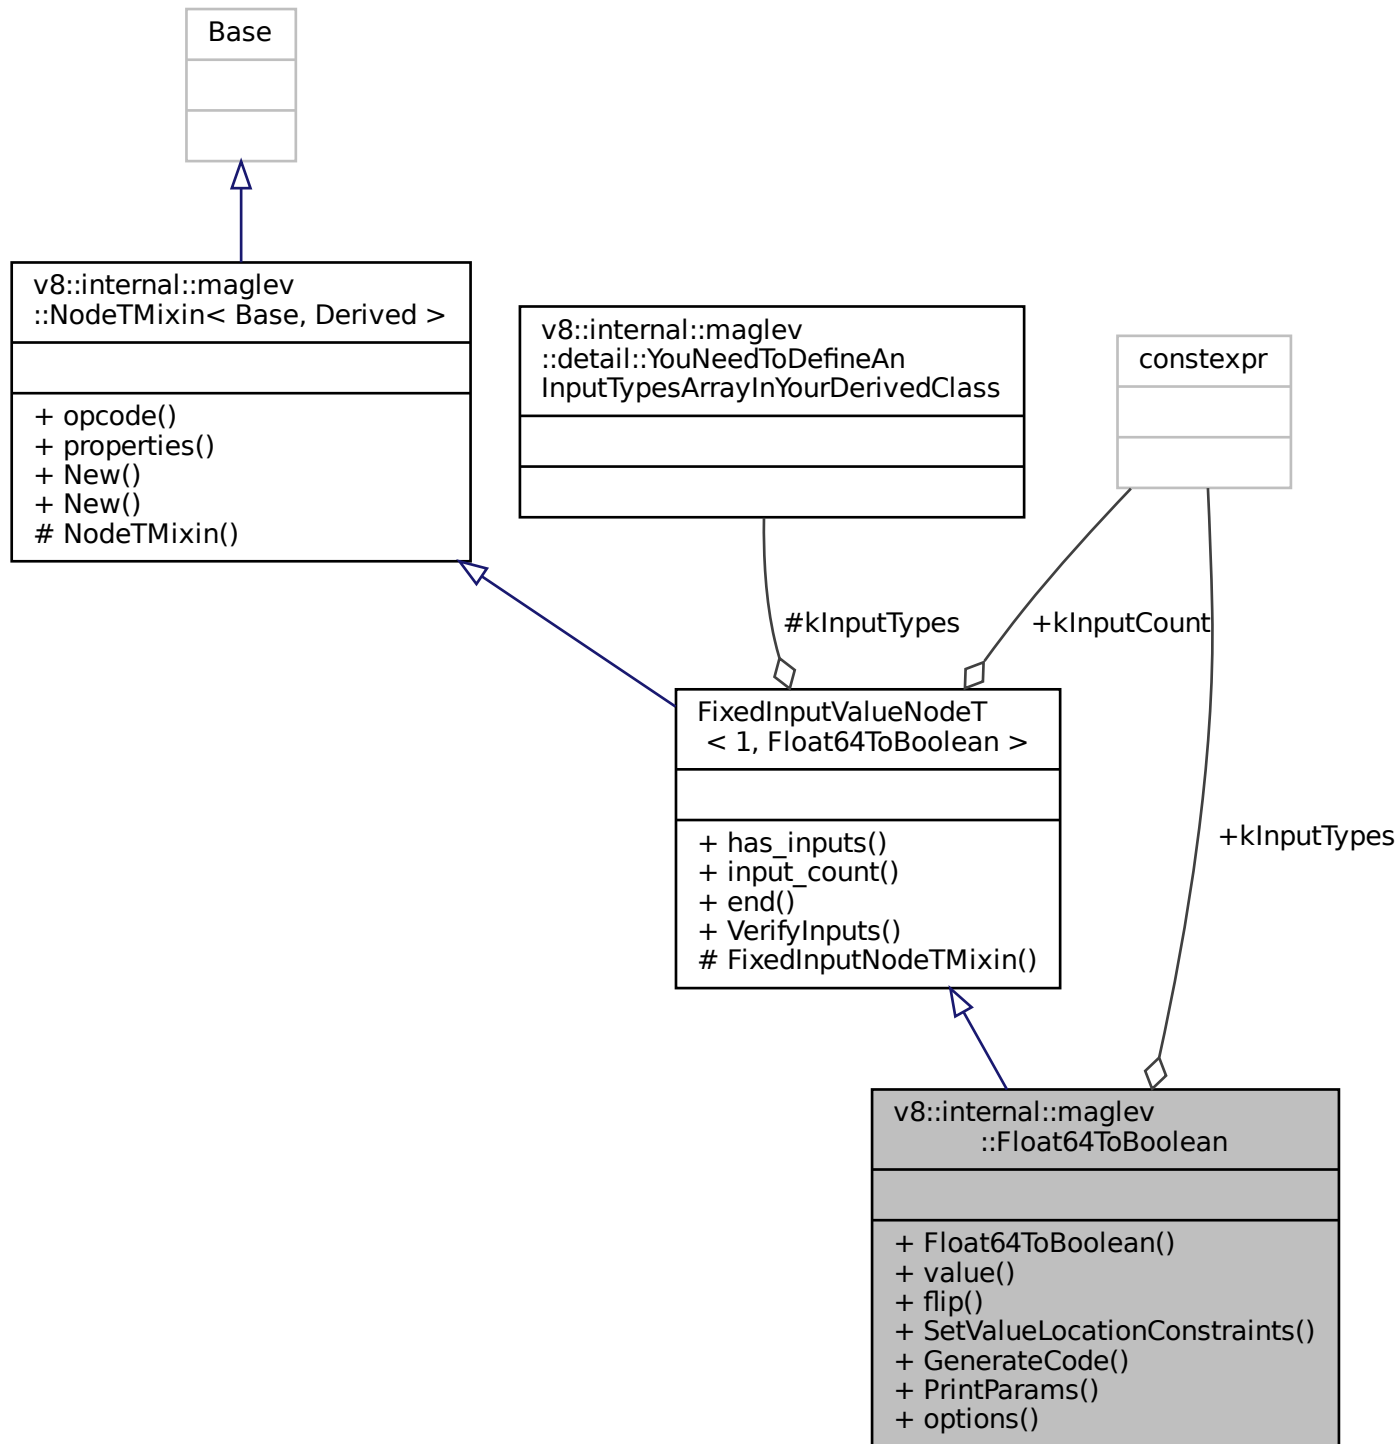 Base
v8::internal::maglev
::NodeTMixin< Base, Derived >
+ opcode()
+ properties()
+ New()
+ New()
# NodeTMixin()
v8::internal::maglev
::detail::YouNeedToDefineAn
InputTypesArrayInYourDerivedClass
constexpr
#kInputTypes
+kInputCount
FixedInputValueNodeT
< 1, Float64ToBoolean >
+ has_inputs()
+ input_count()
+ end()
+ VerifyInputs()
# FixedInputNodeTMixin()
+kInputTypes
v8::internal::maglev
::Float64ToBoolean
+ Float64ToBoolean()
+ value()
+ flip()
+ SetValueLocationConstraints()
+ GenerateCode()
+ PrintParams()
+ options()